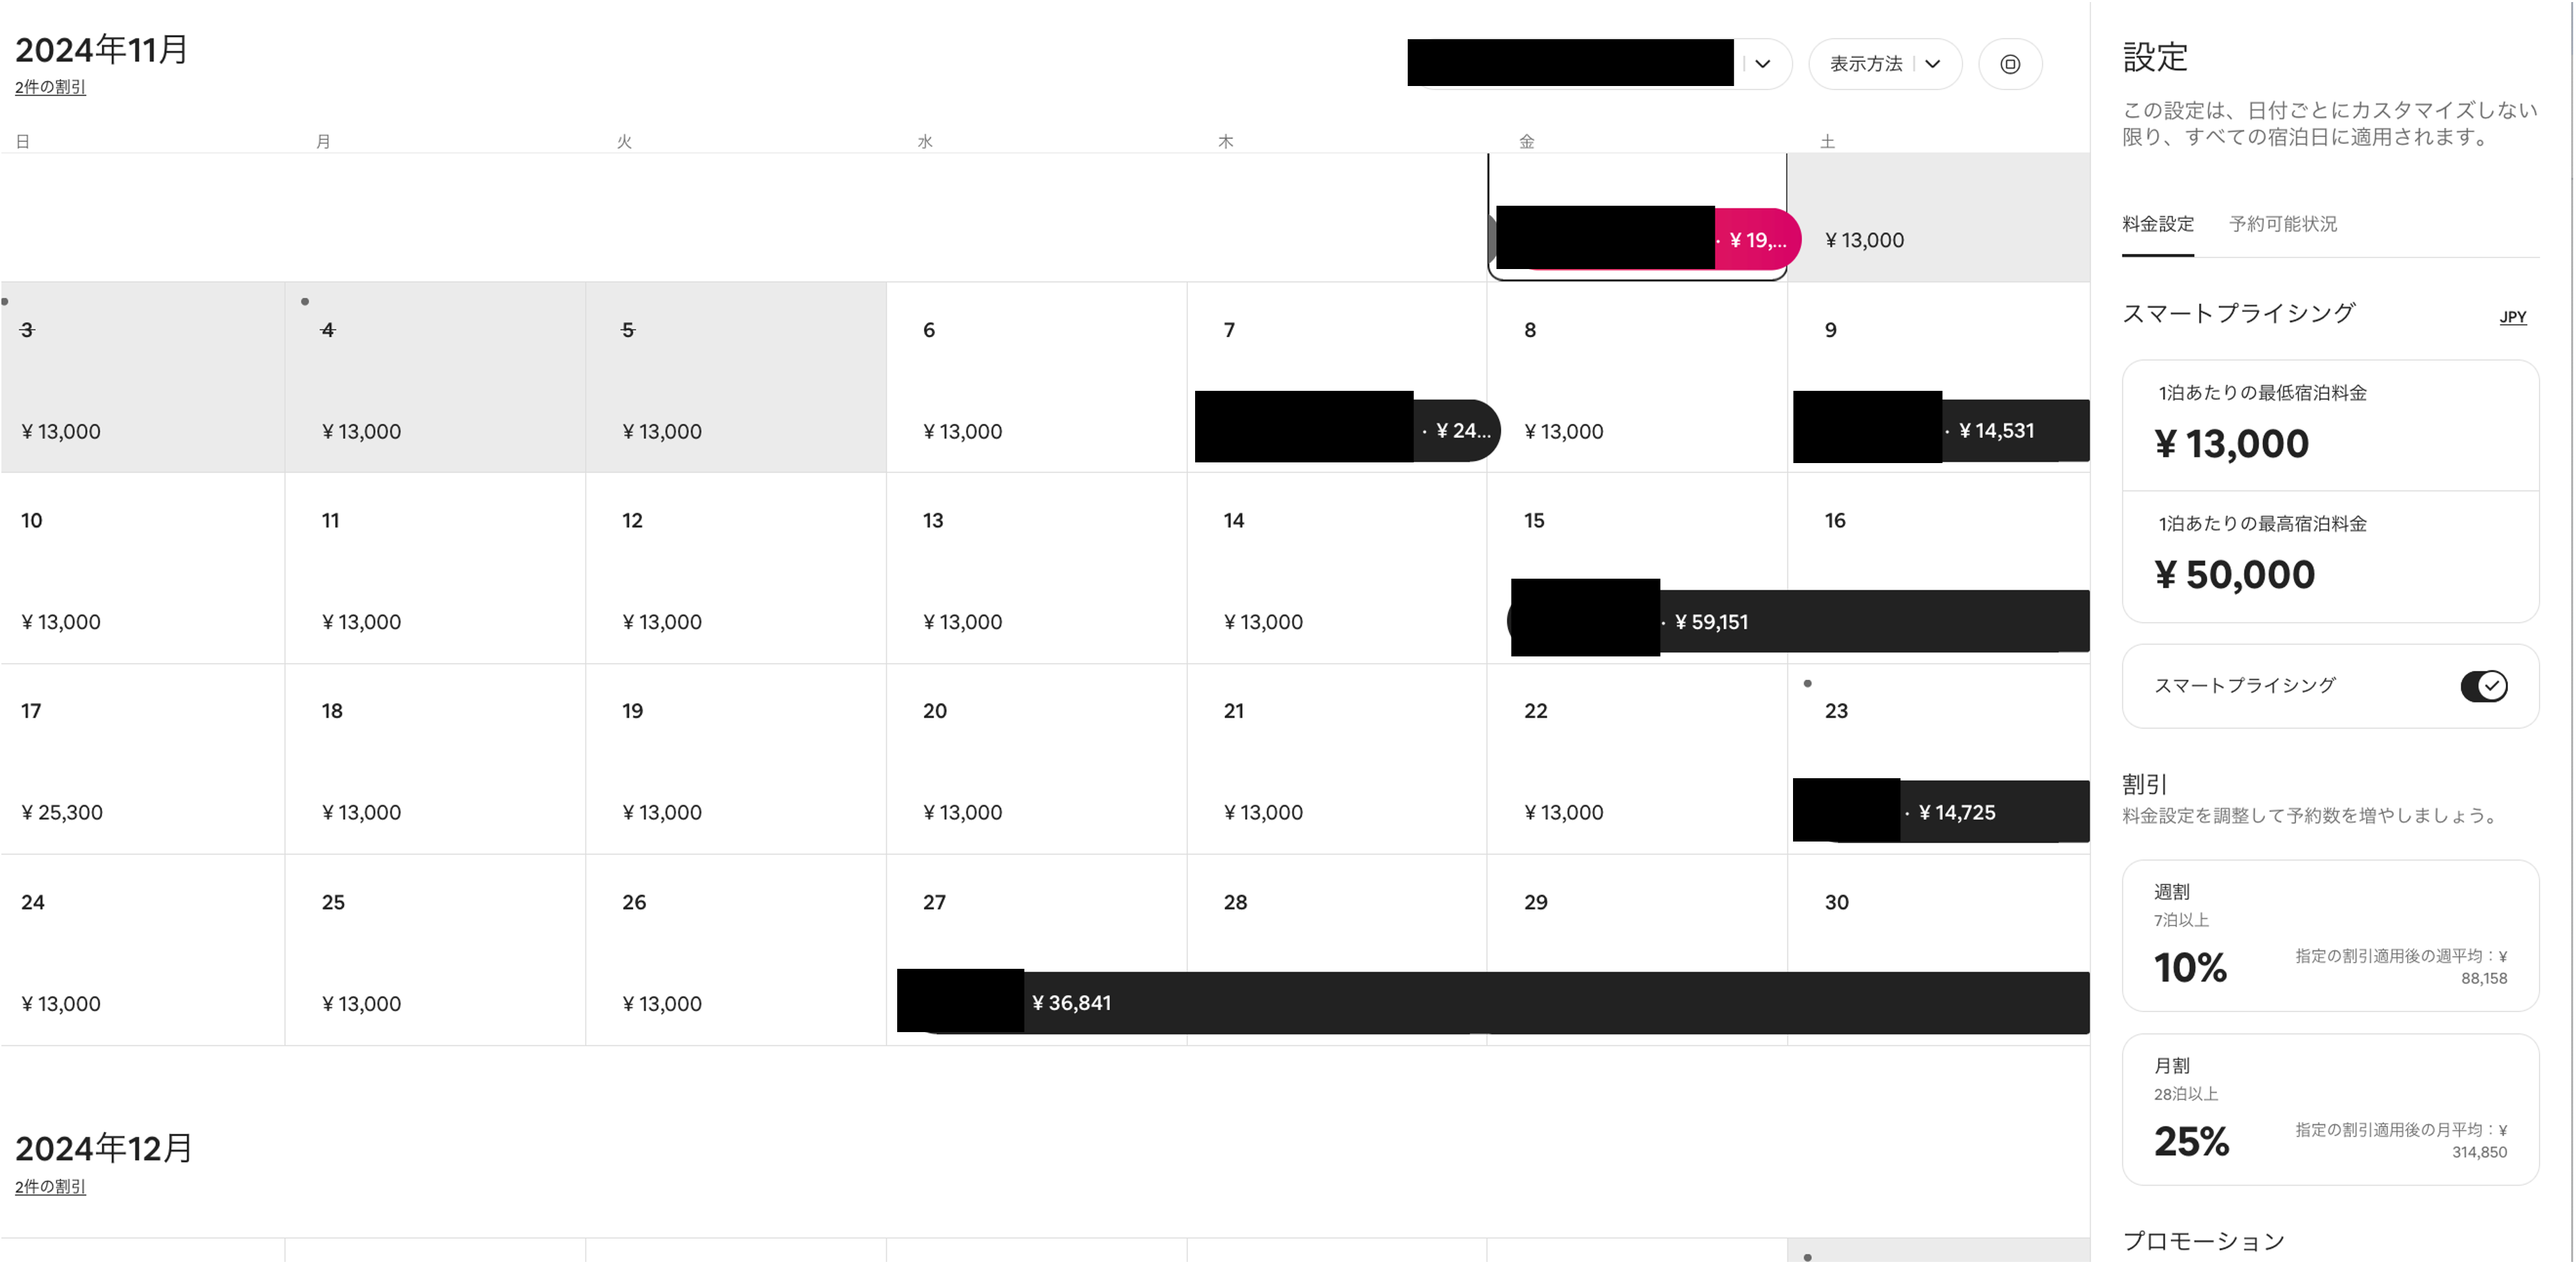 2024年11月
2件の割引
表示方法
日 月 火 水 木 金 土
· ¥ 19,... ¥ 13,000
3 4 5 6 7 8 9
¥ 13,000 ¥ 13,000 ¥ 13,000 ¥ 13,000 · ¥ 24... ¥ 13,000 · ¥ 14,531
10 11 12 13 14 15 16
¥ 13,000 ¥ 13,000 ¥ 13,000 ¥ 13,000 ¥ 13,000 · ¥ 59,151
17 18 19 20 21 22 23
¥ 25,300 ¥ 13,000 ¥ 13,000 ¥ 13,000 ¥ 13,000 ¥ 13,000 · ¥ 14,725
24 25 26 27 28 29 30
¥ 13,000 ¥ 13,000 ¥ 13,000 ¥ 36,841
2024年12月
2件の割引
設定
この設定は、日付ごとにカスタマイズしない
限り、すべての宿泊日に適用されます。
料金設定 予約可能状況
スマートプライシング JPY
1泊あたりの最低宿泊料金
¥ 13,000
1泊あたりの最高宿泊料金
¥ 50,000
スマートプライシング
割引
料金設定を調整して予約数を増やしましょう。
週割
7泊以上
10% 指定の割引適用後の週平均：¥
88,158
月割
28泊以上
25% 指定の割引適用後の月平均：¥
314,850
プロモーション